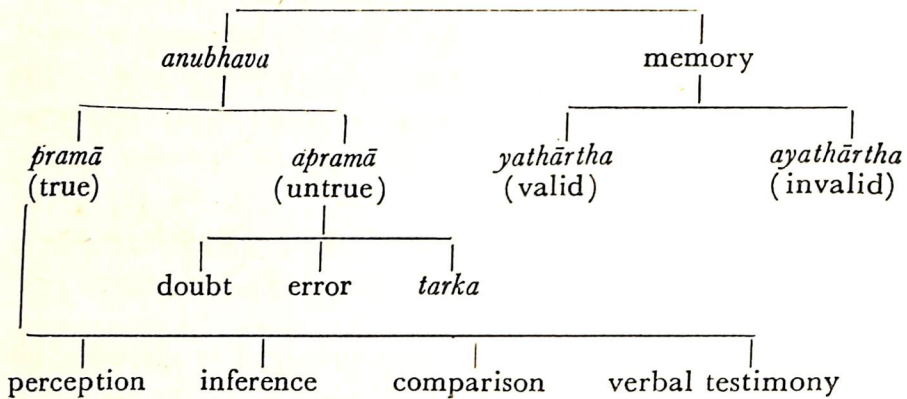 anubhava memory
pramā apramā yathārtha ayathārtha
(true) (untrue) (valid) (invalid)
doubt error tarka
perception inference comparison verbal testimony